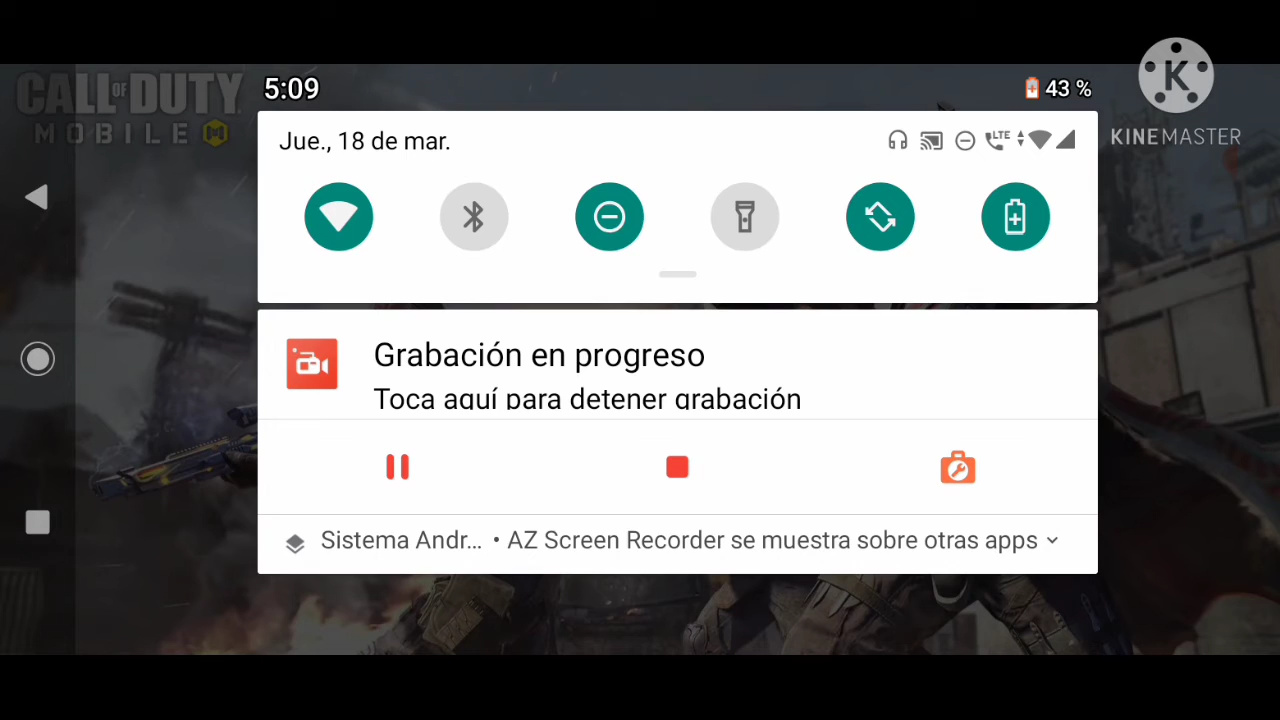 CALL OF DUTY
MOBILE
5:09
43 %
K
KINEMASTER
Jue., 18 de mar.
LTE
Grabación en progreso
Toca aquí para detener grabación
Sistema Andr... • AZ Screen Recorder se muestra sobre otras apps